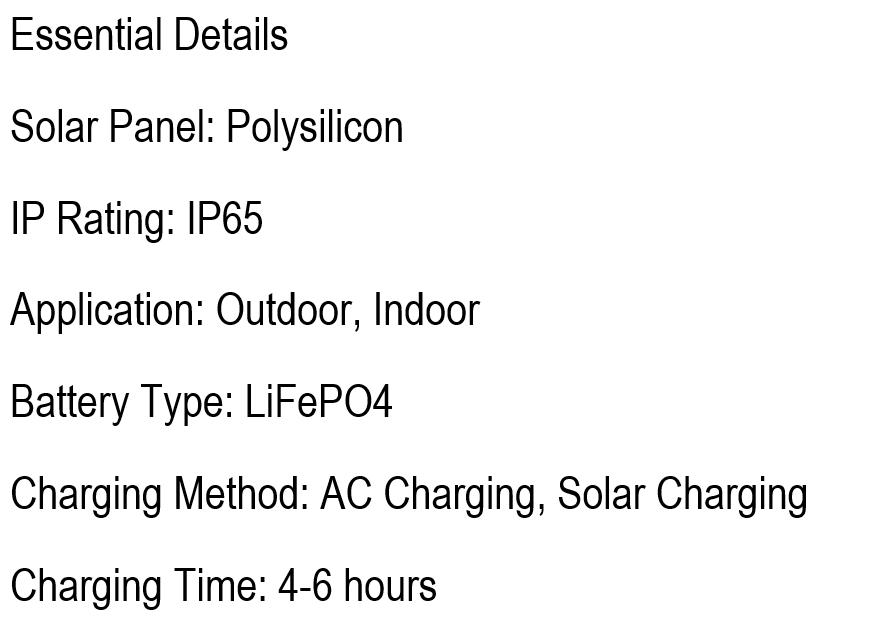 Essential Details
Solar Panel: Polysilicon
IP Rating: IP65
Application: Outdoor, Indoor
Battery Type: LiFePO4
Charging Method: AC Charging, Solar Charging
Charging Time: 4-6 hours